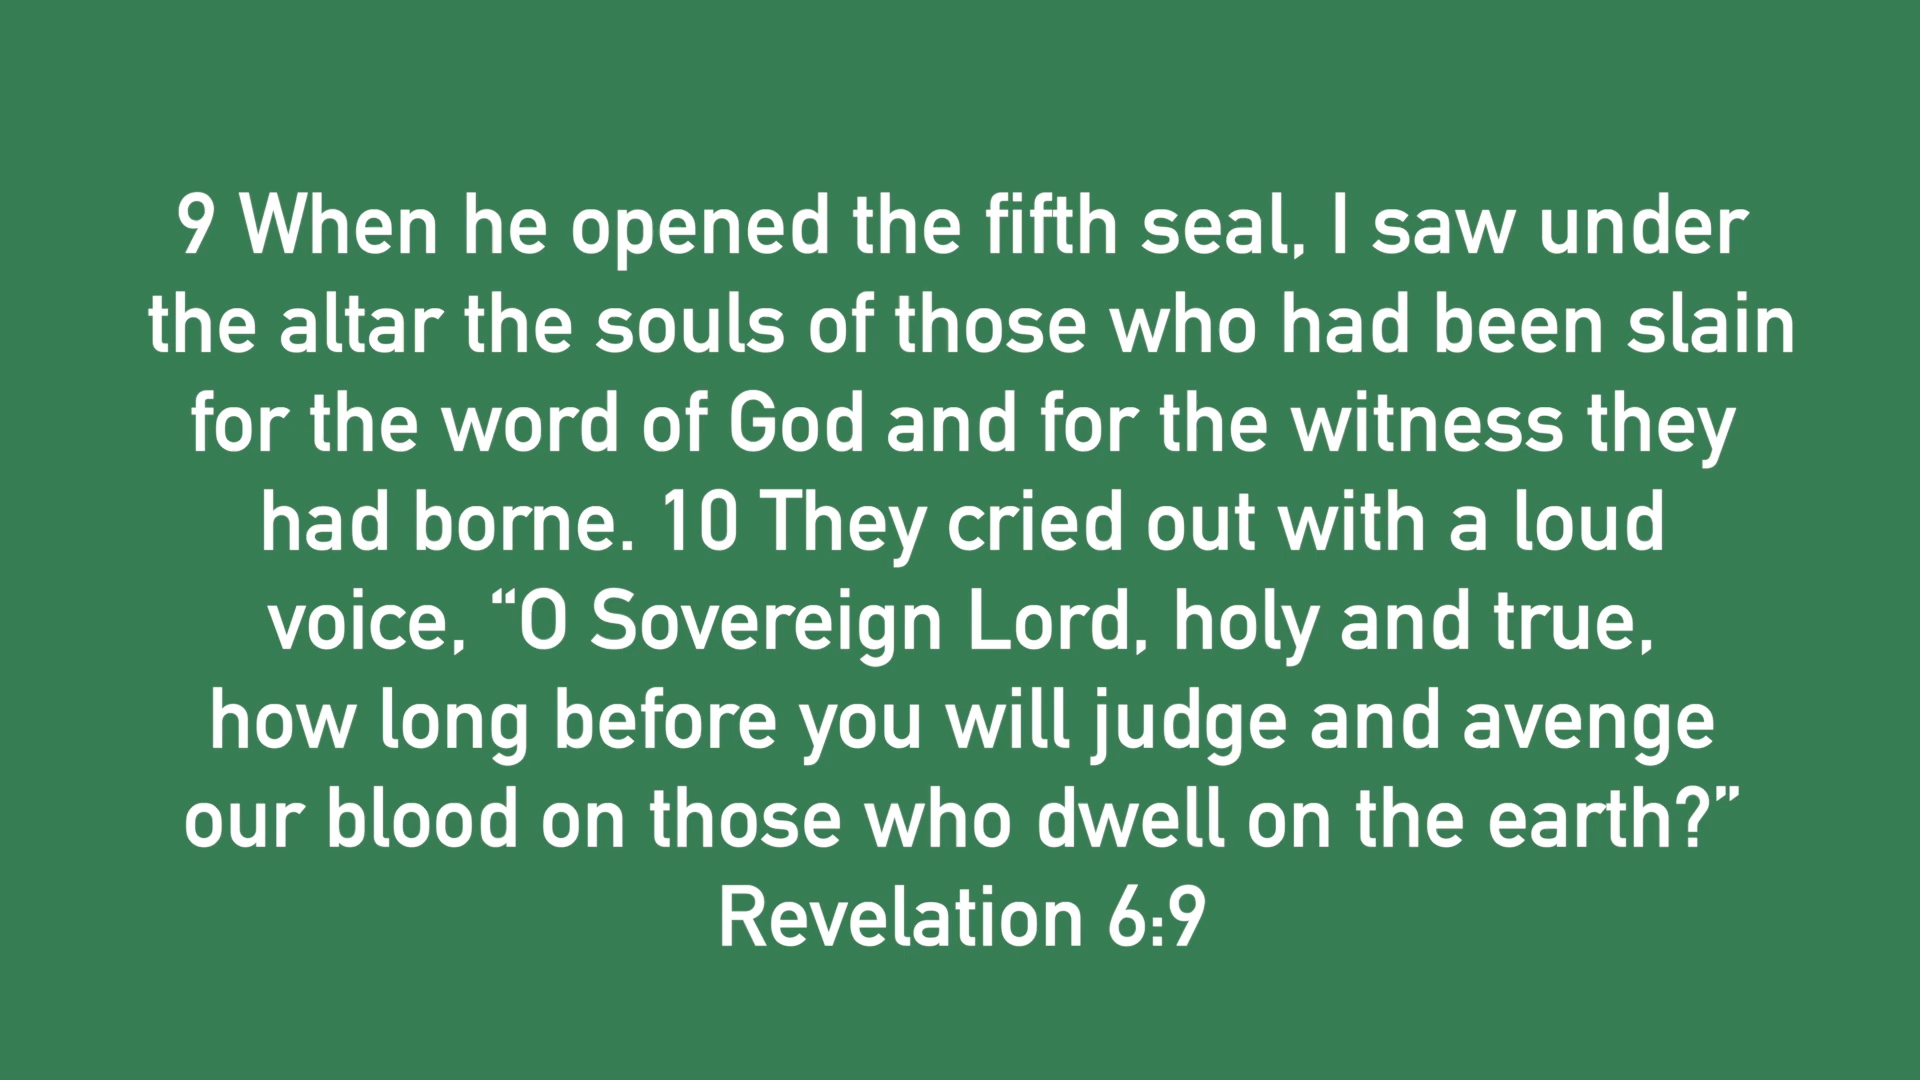 9 When he opened the fifth seal, I saw under
the altar the souls of those who had been slain
for the word of God and for the witness they
had borne. 10 They cried out with a loud
voice, “O Sovereign Lord, holy and true,
how long before you will judge and avenge
our blood on those who dwell on the earth?”
Revelation 6:9